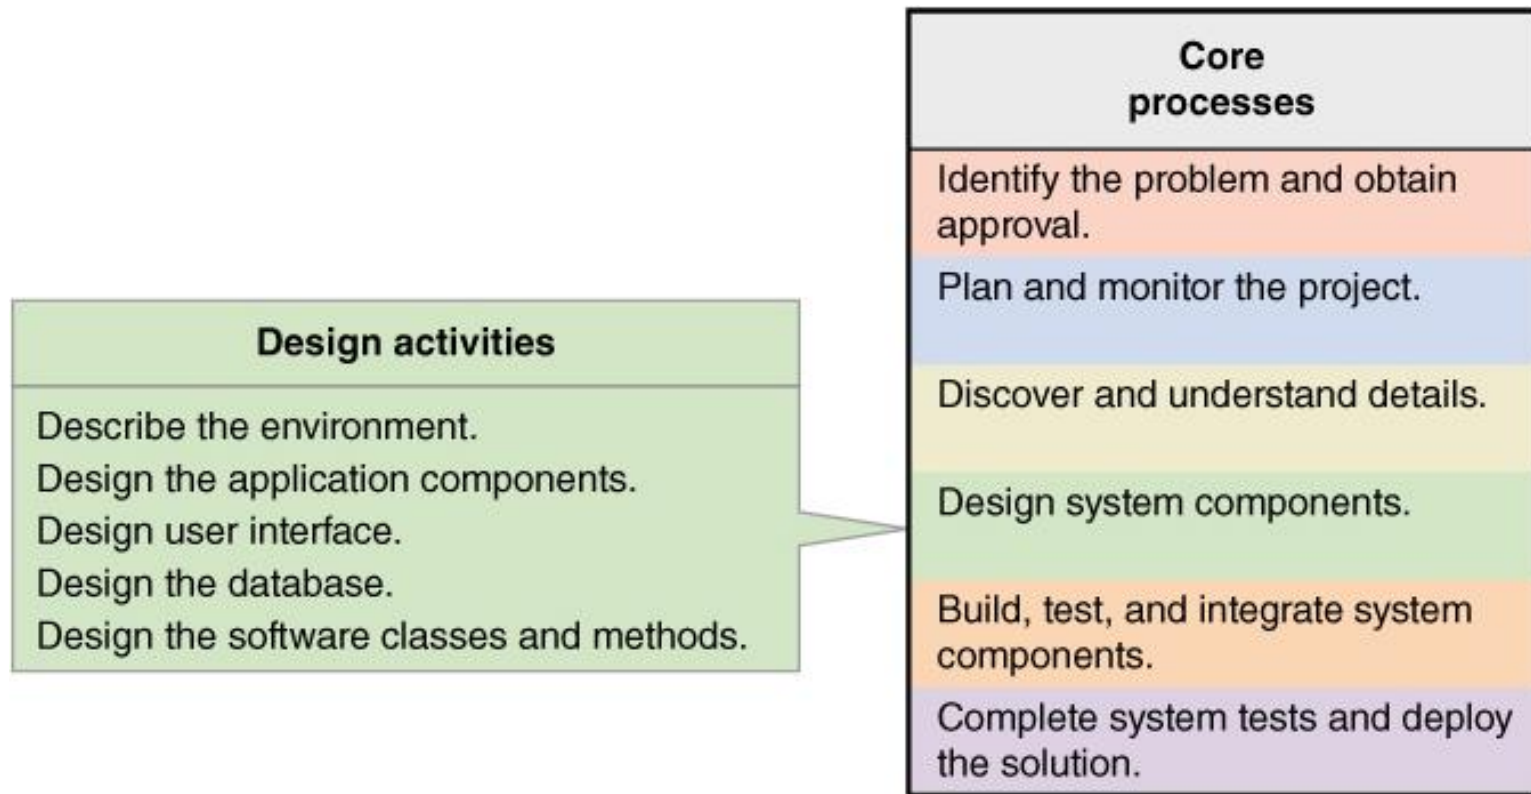 Design activities
Describe the environment.
Design the application components.
Design user interface.
Design the database.
Design the software classes and methods.
Core
processes
Identify the problem and obtain
approval.
Plan and monitor the project.
Discover and understand details.
Design system components.
Build, test, and integrate system
components.
Complete system tests and deploy
the solution.